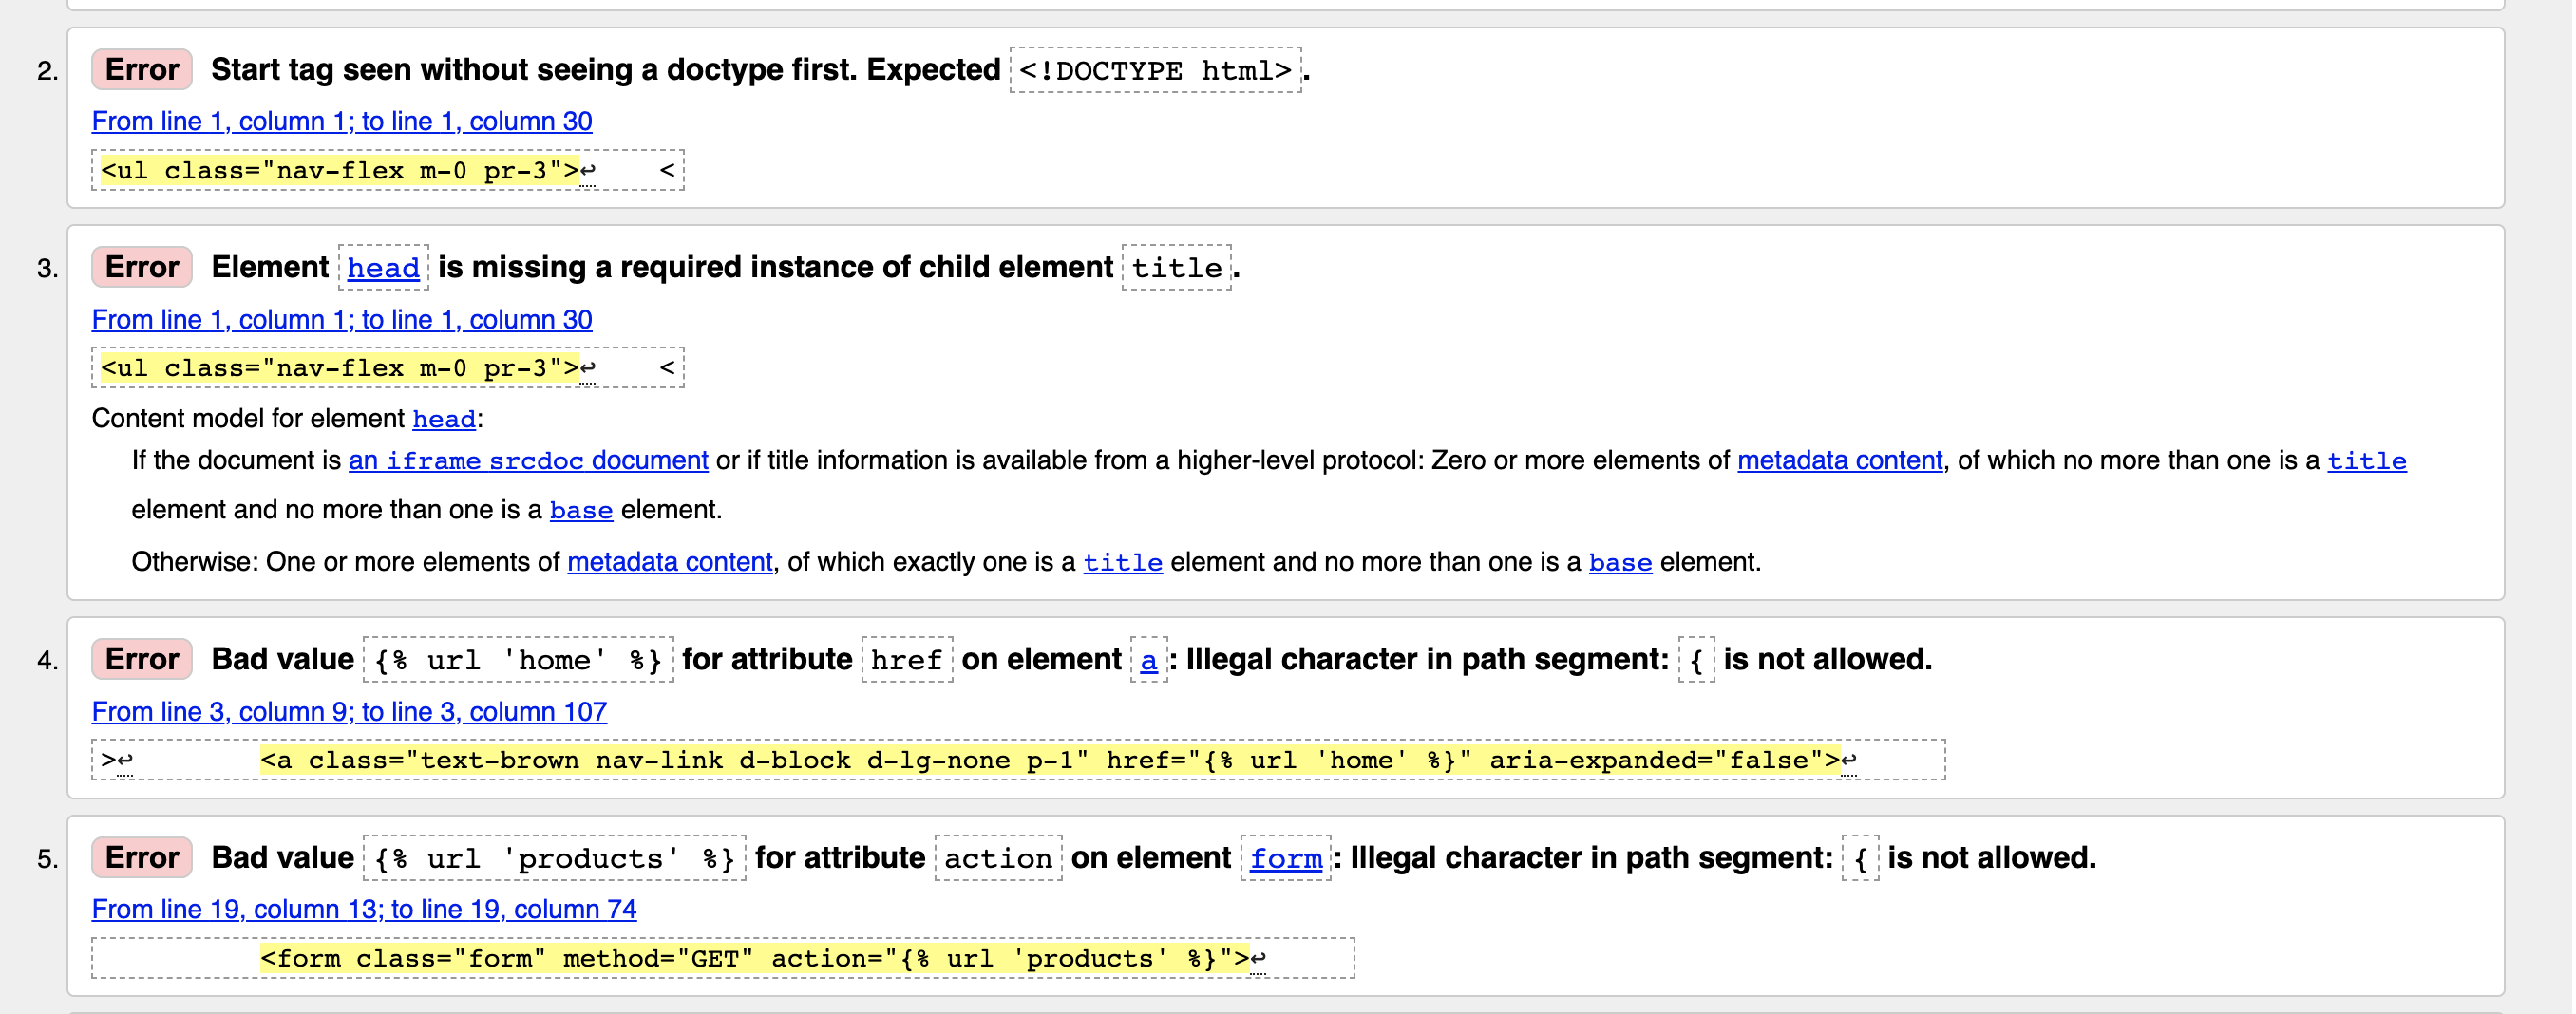 2. Error Start tag seen without seeing a doctype first. Expected <!DOCTYPE html>.
From line 1, column 1; to line 1, column 30
<ul class="nav-flex m-0 pr-3">↩    <
3. Error Element head is missing a required instance of child element title.
From line 1, column 1; to line 1, column 30
<ul class="nav-flex m-0 pr-3">↩    <
Content model for element head:
If the document is an iframe srcdoc document or if title information is available from a higher-level protocol: Zero or more elements of metadata content, of which no more than one is a title
element and no more than one is a base element.
Otherwise: One or more elements of metadata content, of which exactly one is a title element and no more than one is a base element.
4. Error Bad value {% url 'home' %} for attribute href on element a: Illegal character in path segment: { is not allowed.
From line 3, column 9; to line 3, column 107
>↩        <a class="text-brown nav-link d-block d-lg-none p-1" href="{% url 'home' %}" aria-expanded="false">↩
5. Error Bad value {% url 'products' %} for attribute action on element form: Illegal character in path segment: { is not allowed.
From line 19, column 13; to line 19, column 74
<form class="form" method="GET" action="{% url 'products' %}">↩